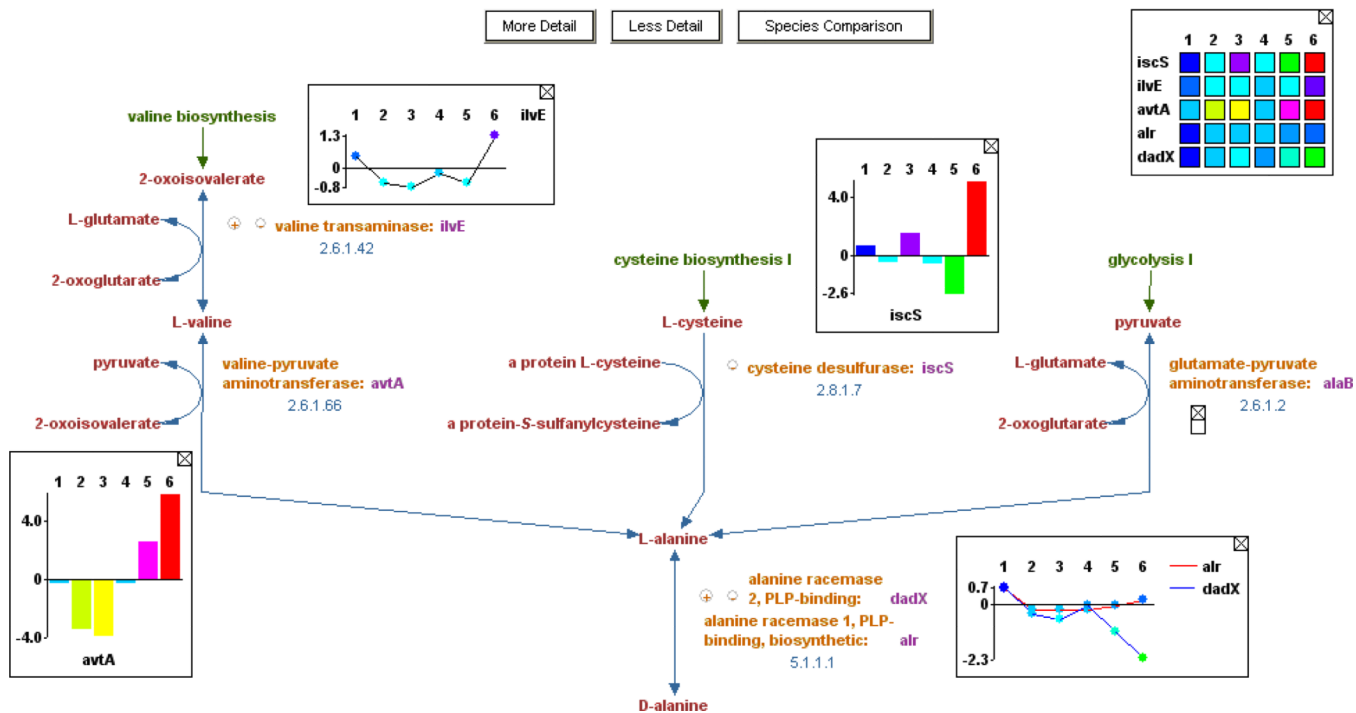 More Detail
Less Detail
Species Comparison
1 2 3 4 5 6
iscS
ilvE
avtA
alr
dadX
1 2 3 4 5 6 ilvE
1.3
0
-0.8
valine biosynthesis
2-oxoisovalerate
L-glutamate
valine transaminase: ilvE
2.6.1.42
2-oxoglutarate
L-valine
1 2 3 4 5 6
4.0
0
-2.6
iscS
cysteine biosynthesis I
L-cysteine
glycolysis I
pyruvate
pyruvate
valine-pyruvate
aminotransferase: avtA
2.6.1.66
2-oxoisovalerate
a protein L-cysteine
cysteine desulfurase: iscS
2.8.1.7
a protein-S-sulfanylcysteine
L-glutamate
glutamate-pyruvate
aminotransferase: alaB
2.6.1.2
2-oxoglutarate
1 2 3 4 5 6
4.0
0
-4.0
avtA
L-alanine
alanine racemase
2, PLP-binding: dadX
alanine racemase 1, PLP-
binding, biosynthetic: alr
5.1.1.1
D-alanine
1 2 3 4 5 6
alr
dadX
0.7
0
-2.3